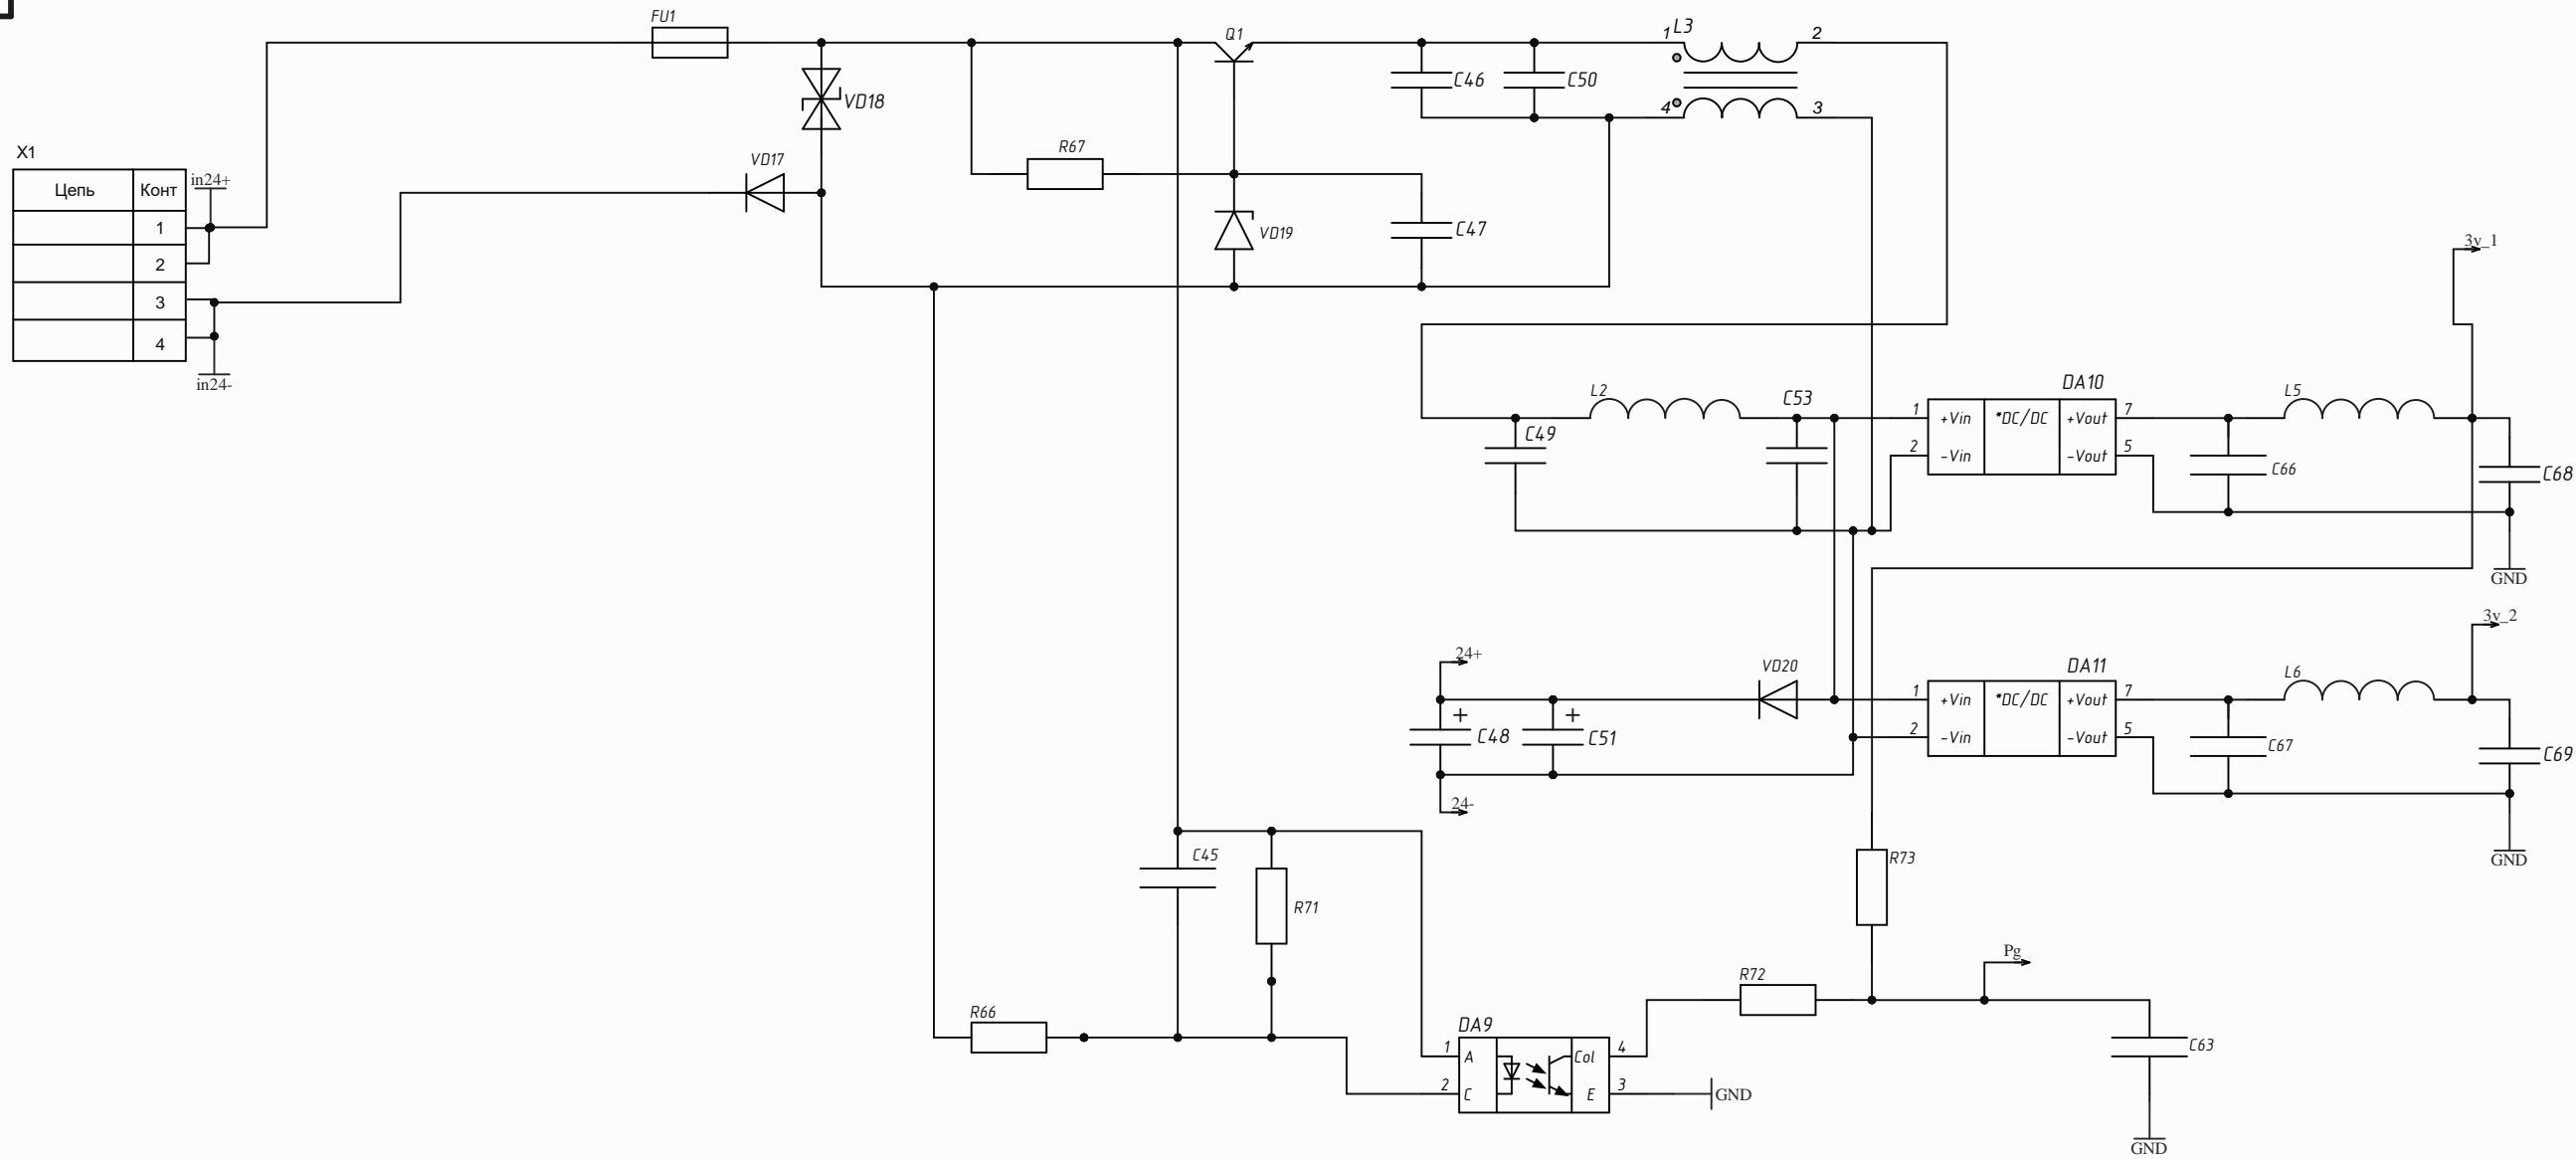 FU1
Q1
1 L3 2
C46
C50
VD18
4 3
X1
R67
VD17
Цепь Конт in24+
1
VD19
C47
2
3v_1
3
4
in24-
DA10
L2
C53
L5
1 +Vin *DC/DC +Vout 7
C49
2 -Vin -Vout 5
C66
C68
GND
3v_2
24+
VD20
DA11
L6
1 +Vin *DC/DC +Vout 7
+ +
C48
C51
2 -Vin -Vout 5
C67
C69
24-
C45
R73
GND
R71
Pg
R72
R66
DA9
1 A Col 4
C63
2 C E 3 GND
GND